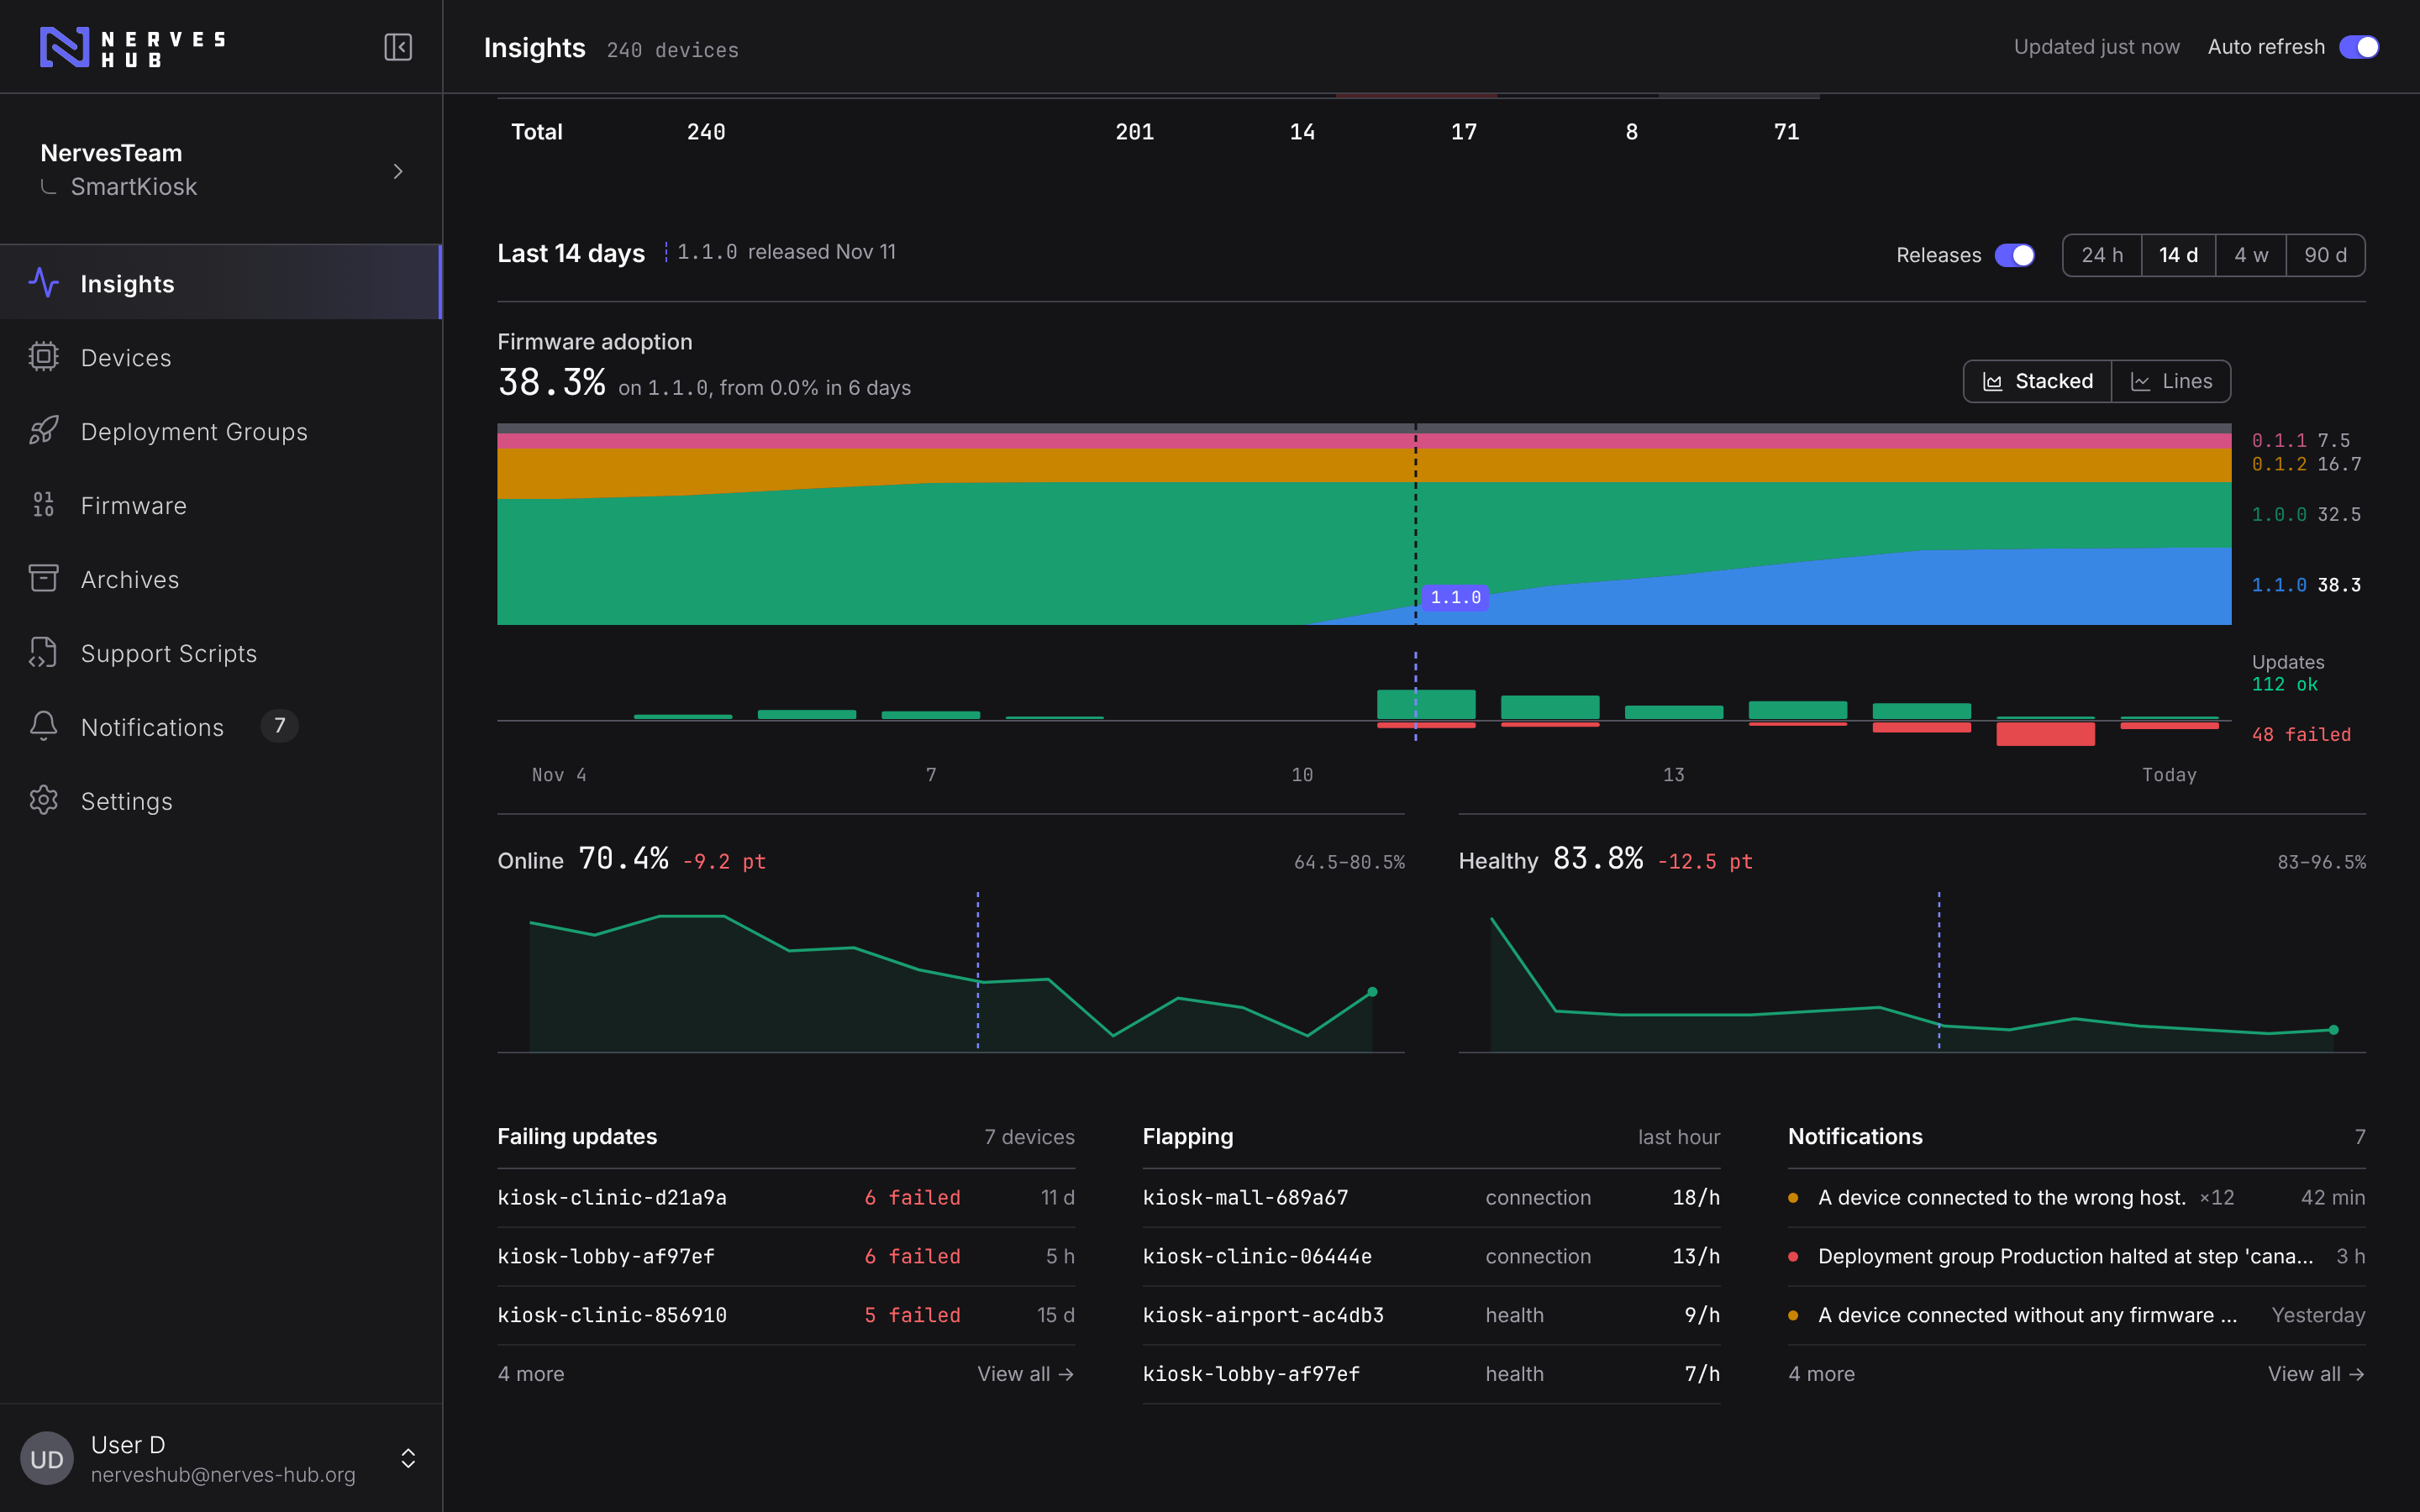 NERVES
HUB
Insights 240 devices
Updated just now Auto refresh
NervesTeam
SmartKiosk
Insights
Devices
Deployment Groups
01
10
Firmware
Archives
Support Scripts
Notifications 7
Settings
UD
User D
nerveshub@nerves-hub.org
Total 240 201 14 17 8 71
Last 14 days 1.1.0 released Nov 11
Releases 24 h 14 d 4 w 90 d
Firmware adoption
38.3% on 1.1.0, from 0.0% in 6 days
Stacked Lines
0.1.1 7.5
0.1.2 16.7
1.0.0 32.5
1.1.0 38.3
1.1.0
Updates
112 ok
48 failed
Nov 4 7 10 13 Today
Online 70.4% -9.2 pt 64.5–80.5%
Healthy 83.8% -12.5 pt 83–96.5%
Failing updates 7 devices
kiosk-clinic-d21a9a 6 failed 11 d
kiosk-lobby-af97ef 6 failed 5 h
kiosk-clinic-856910 5 failed 15 d
4 more View all →
Flapping last hour
kiosk-mall-689a67 connection 18/h
kiosk-clinic-06444e connection 13/h
kiosk-airport-ac4db3 health 9/h
kiosk-lobby-af97ef health 7/h
Notifications 7
A device connected to the wrong host. ×12 42 min
Deployment group Production halted at step 'cana... 3 h
A device connected without any firmware ... Yesterday
4 more View all →